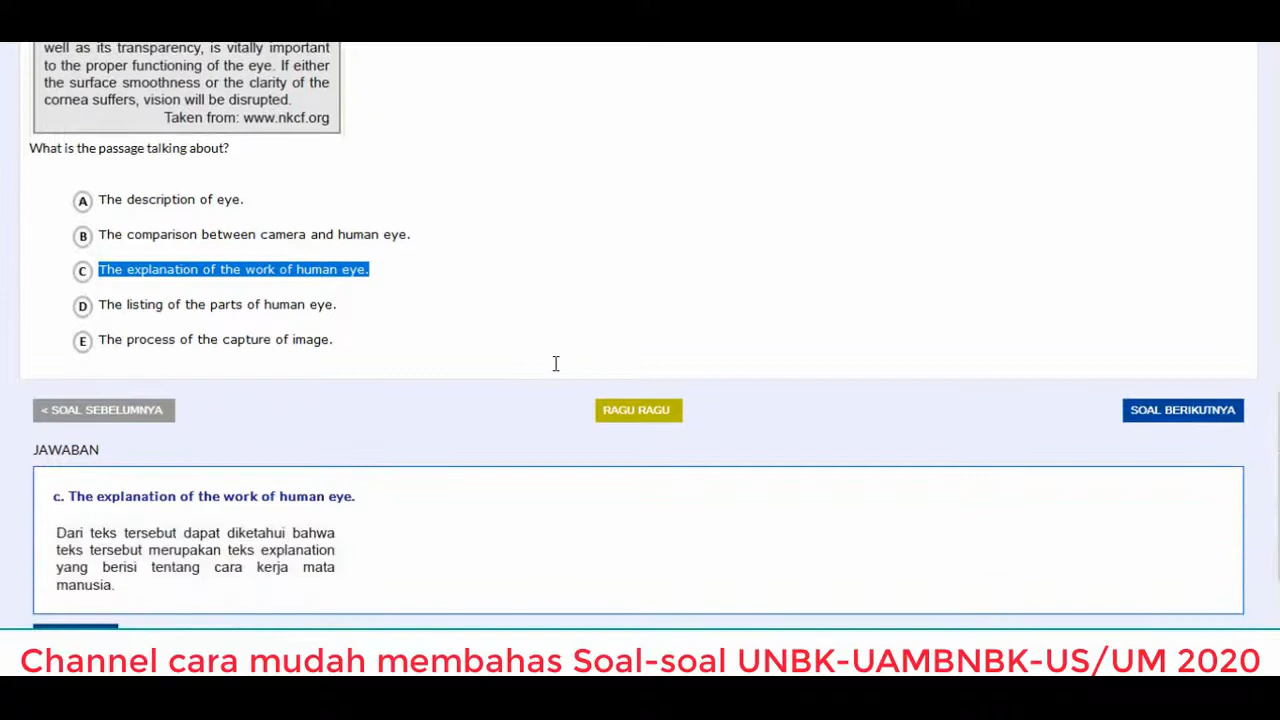 well as its transparency, is vitally important
to the proper functioning of the eye. If either
the surface smoothness or the clarity of the
cornea suffers, vision will be disrupted.
Taken from: www.nkcf.org
What is the passage talking about?
A The description of eye.
B The comparison between camera and human eye.
C The explanation of the work of human eye.
D The listing of the parts of human eye.
E The process of the capture of image.
< SOAL SEBELUMNYA
RAGU RAGU
SOAL BERIKUTNYA
JAWABAN
c. The explanation of the work of human eye.
Dari teks tersebut dapat diketahui bahwa
teks tersebut merupakan teks explanation
yang berisi tentang cara kerja mata
manusia.
Channel cara mudah membahas Soal-soal UNBK-UAMBNBK-US/UM 2020